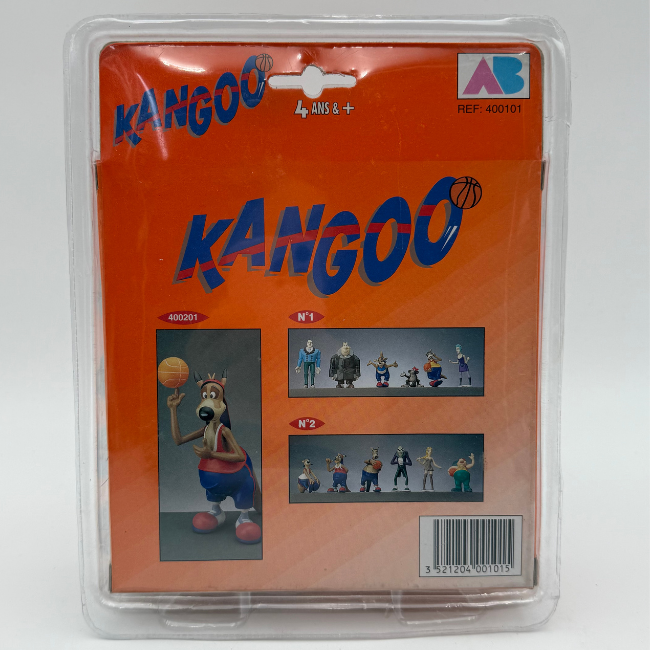 KANGOO
4 ANS & +
AB
REF: 400101
KANGOO
400201
N°1
N°2
3 521204 001015